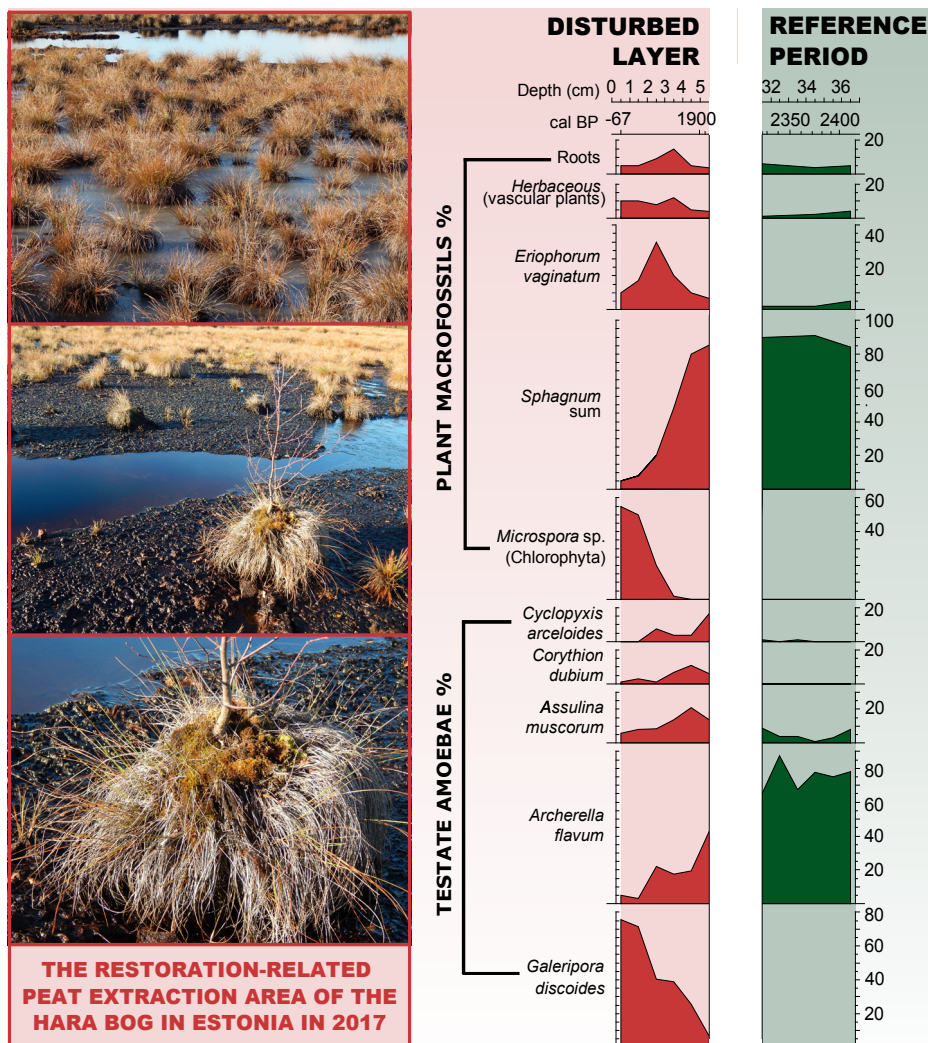 DISTURBED
LAYER
REFERENCE
PERIOD
Depth (cm)
0 1 2 3 4 5
32 34 36
cal BP
-67 1900
2350 2400
PLANT MACROFOSSILS %
Roots
20
Herbaceous
(vascular plants)
20
Eriophorum
vaginatum
40
20
Sphagnum
sum
100
80
60
40
20
Microspora sp.
(Chlorophyta)
60
40
TESTATE AMOEBAE %
Cyclopyxis
arceloides
20
Corythion
dubium
20
Assulina
muscorum
20
Archerella
flavum
80
60
40
20
Galeripora
discoides
80
60
40
20
THE RESTORATION-RELATED
PEAT EXTRACTION AREA OF THE
HARA BOG IN ESTONIA IN 2017